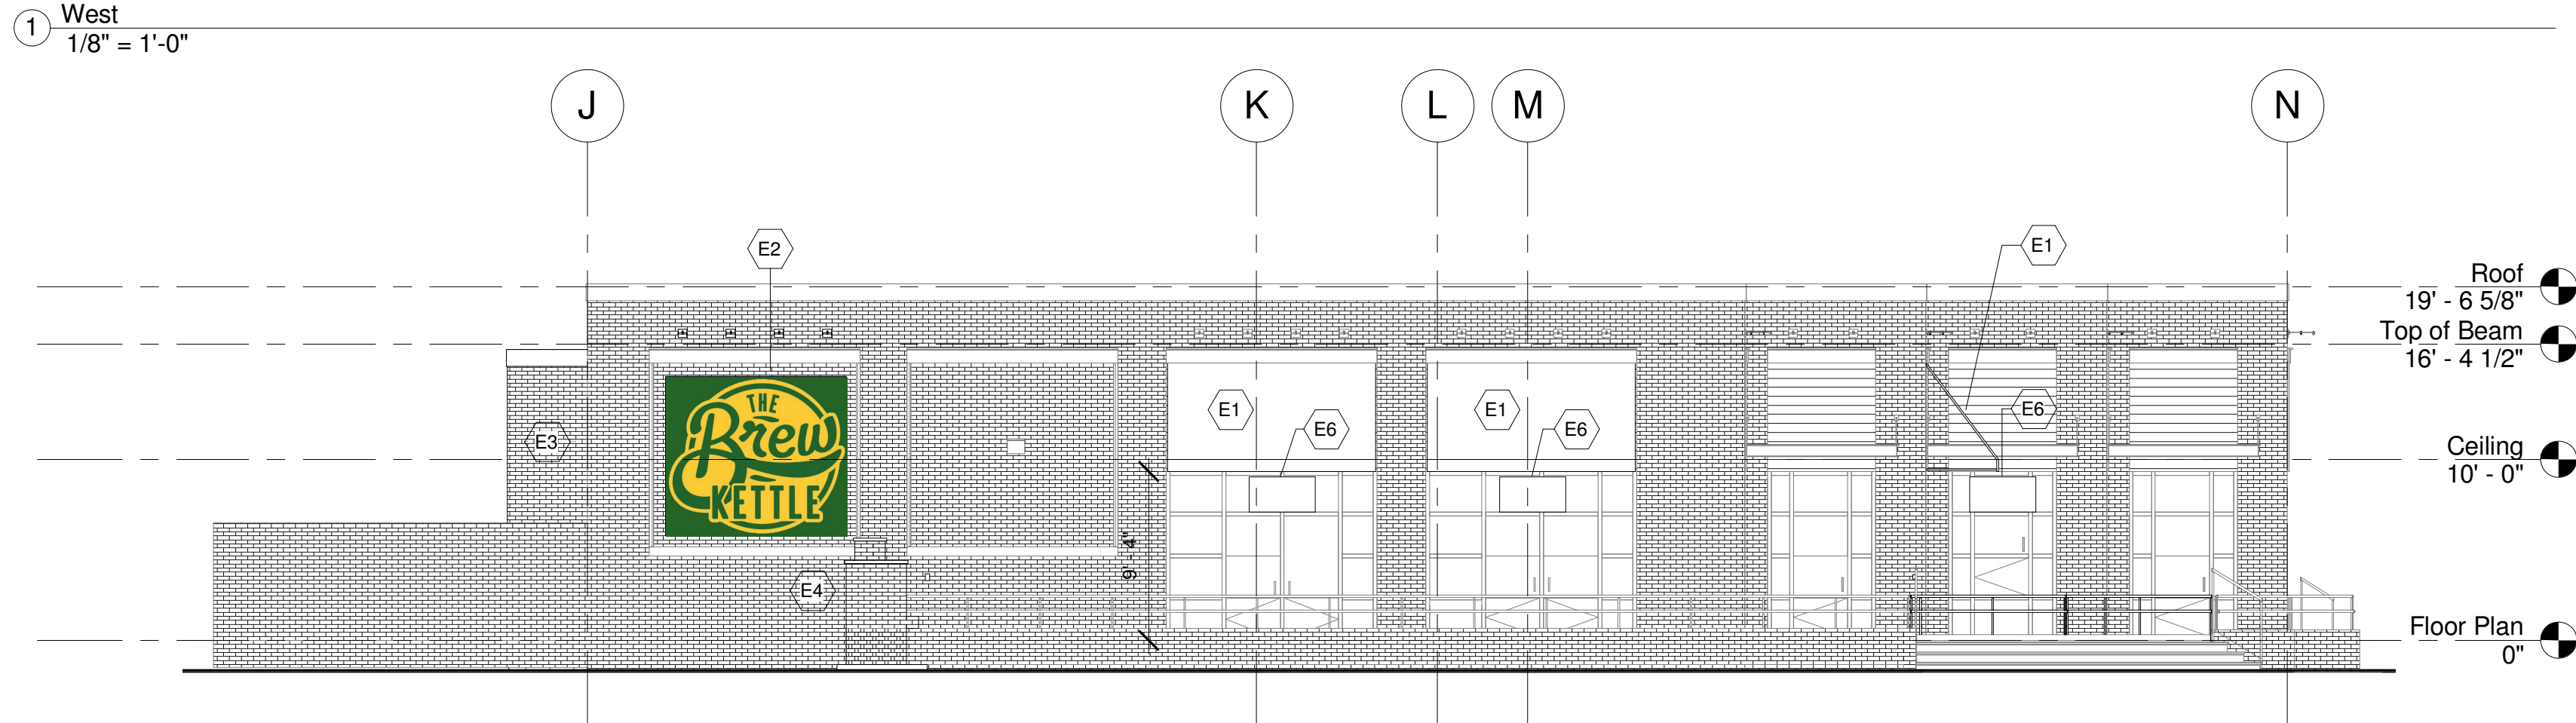 1 West
1/8" = 1'-0"
J K L M N
E2
E1
Roof
19' - 6 5/8"
Top of Beam
16' - 4 1/2"
THE
Brew
KETTLE
E1
E6
E1
E6
E6
E3
Ceiling
10' - 0"
9' - 4"
E4
Floor Plan
0"